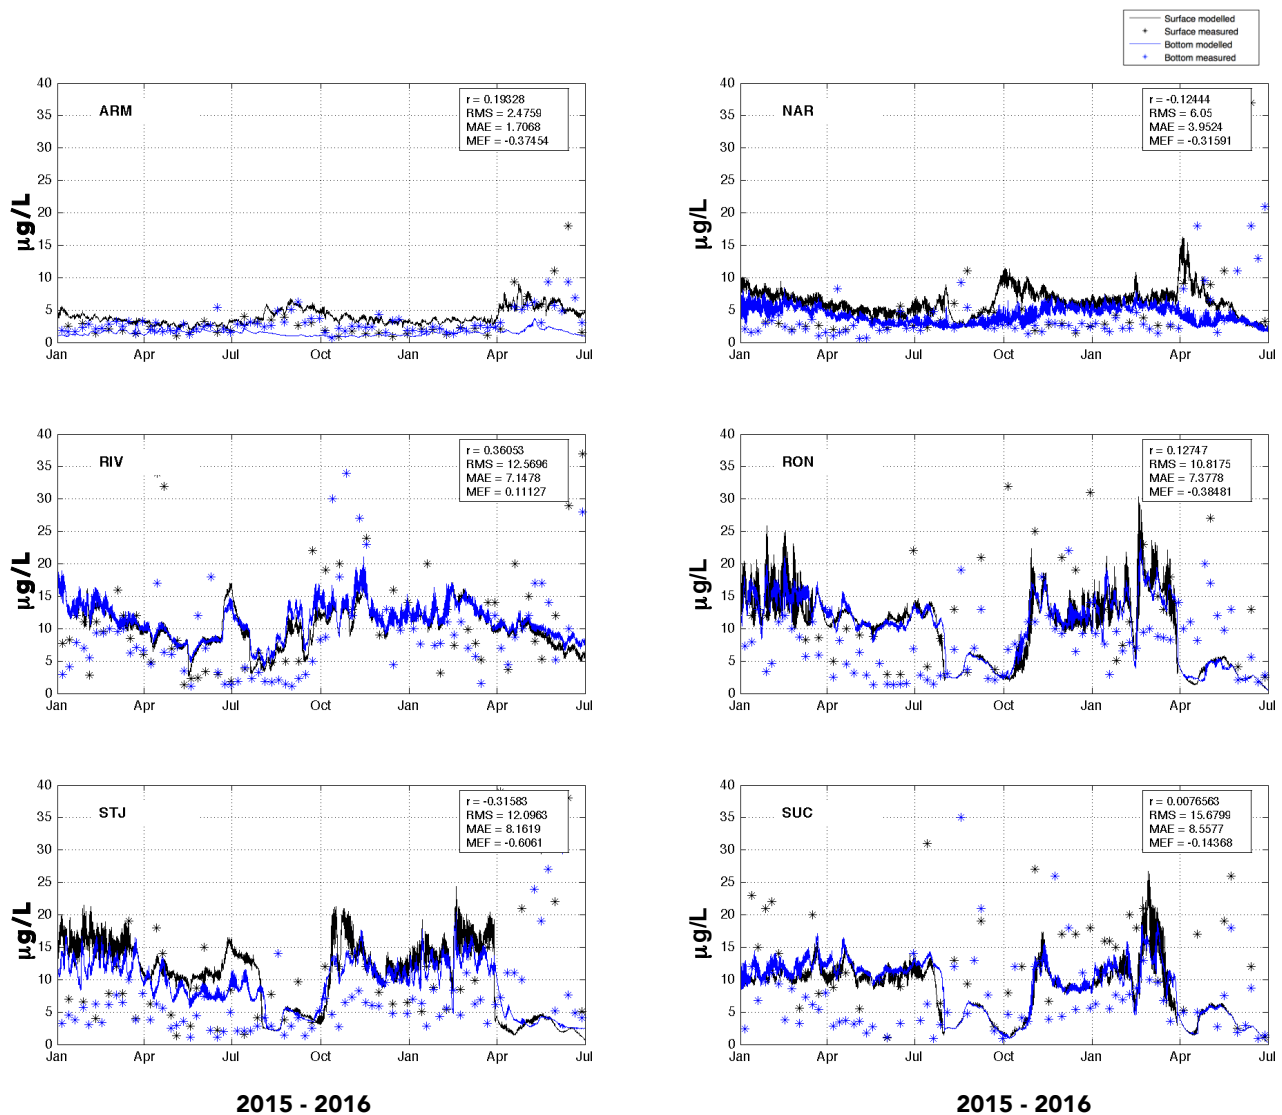 Surface modelled
Surface measured
Bottom modelled
Bottom measured
40
35
30
25
20
15
10
5
0
µg/L
ARM
r = 0.19328
RMS = 2.4759
MAE = 1.7068
MEF = -0.37454
Jan Apr Jul Oct Jan Apr Jul
40
35
30
25
20
15
10
5
0
µg/L
NAR
r = -0.12444
RMS = 6.05
MAE = 3.9524
MEF = -0.31591
Jan Apr Jul Oct Jan Apr Jul
40
35
30
25
20
15
10
5
0
µg/L
RIV
r = 0.36053
RMS = 12.5696
MAE = 7.1478
MEF = 0.11127
Jan Apr Jul Oct Jan Apr Jul
40
35
30
25
20
15
10
5
0
µg/L
RON
r = 0.12747
RMS = 10.8175
MAE = 7.3778
MEF = -0.38481
Jan Apr Jul Oct Jan Apr Jul
40
35
30
25
20
15
10
5
0
µg/L
STJ
r = -0.31583
RMS = 12.0963
MAE = 8.1619
MEF = -0.6061
Jan Apr Jul Oct Jan Apr Jul
40
35
30
25
20
15
10
5
0
µg/L
SUC
r = 0.0076563
RMS = 15.6799
MAE = 8.5577
MEF = -0.14368
Jan Apr Jul Oct Jan Apr Jul
2015 - 2016
2015 - 2016